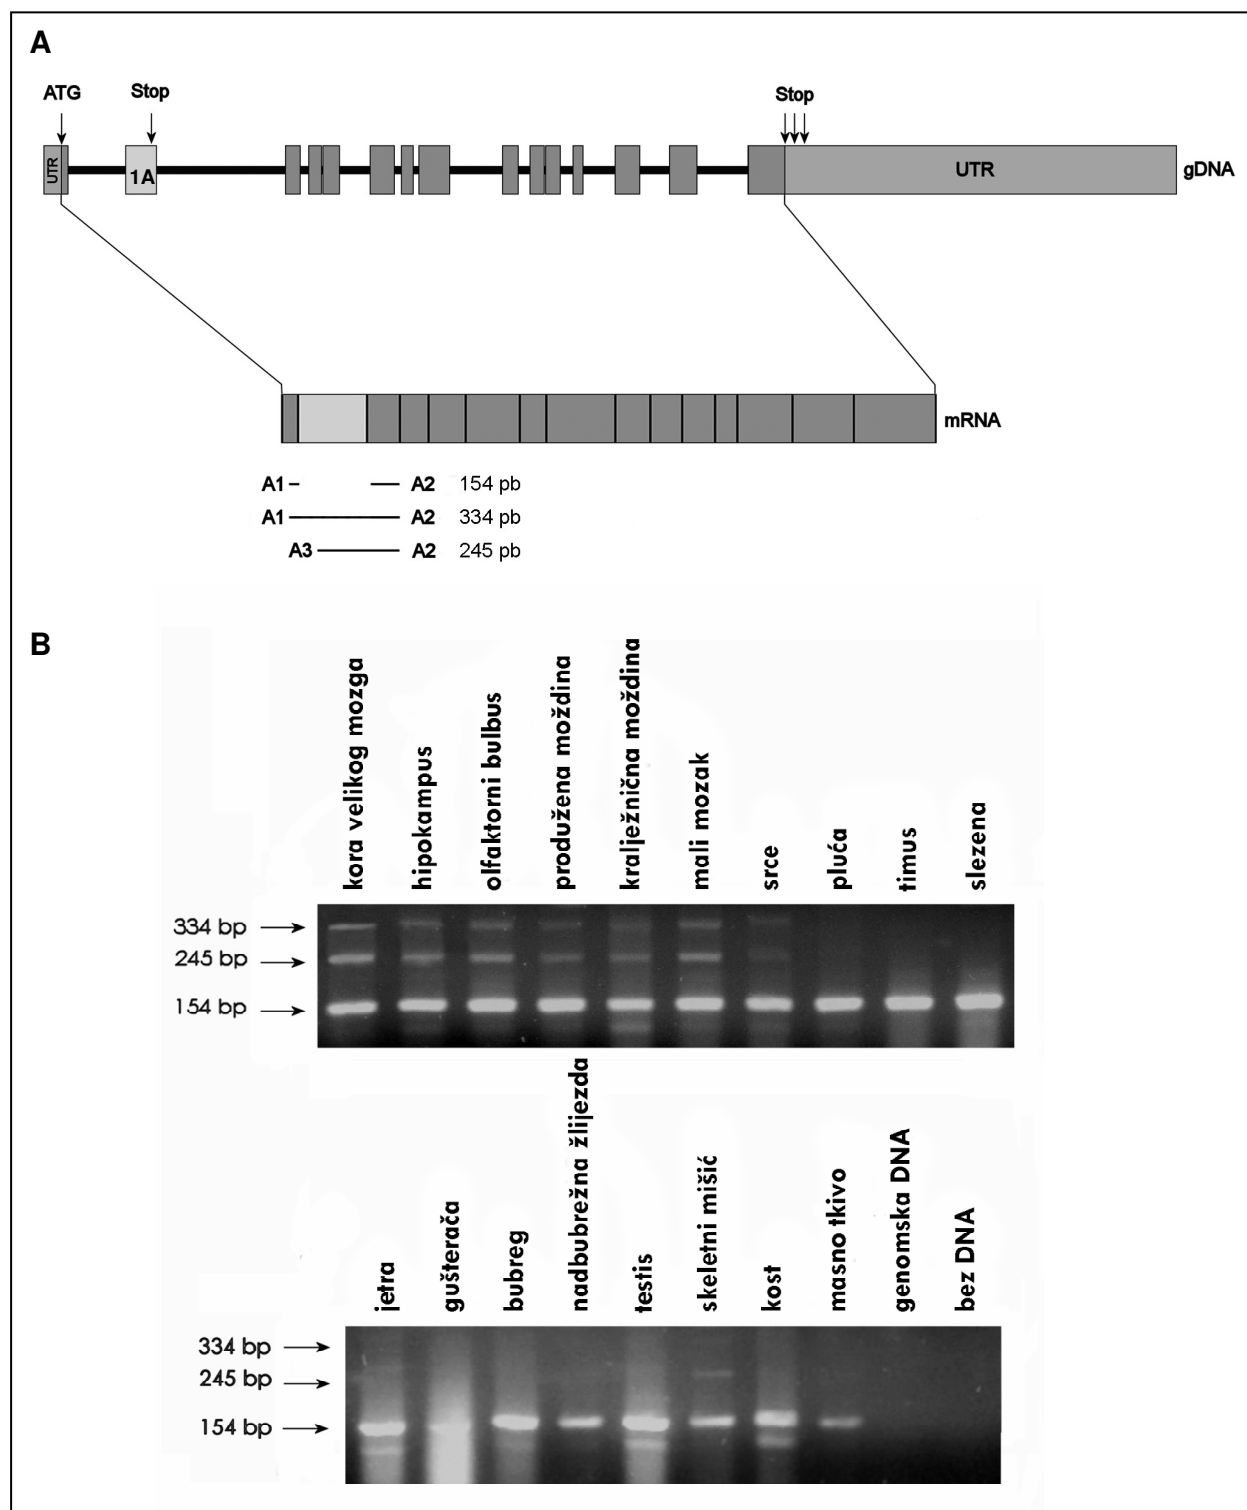 A
ATG
Stop
Stop
UTR
1A
UTR
gDNA
mRNA
A1 A2 154 pb
A1 A2 334 pb
A3 A2 245 pb
B
kora velikog mozga
hipokampus
olfaktorni bulbus
produžena moždina
kralježnična moždina
mali mozak
srce
pluća
timus
slezena
334 bp
245 bp
154 bp
jetra
gušterača
bubreg
nadbubrežna žlijezda
testis
skeletni mišić
kost
masno tkivo
genomska DNA
bez DNA
334 bp
245 bp
154 bp